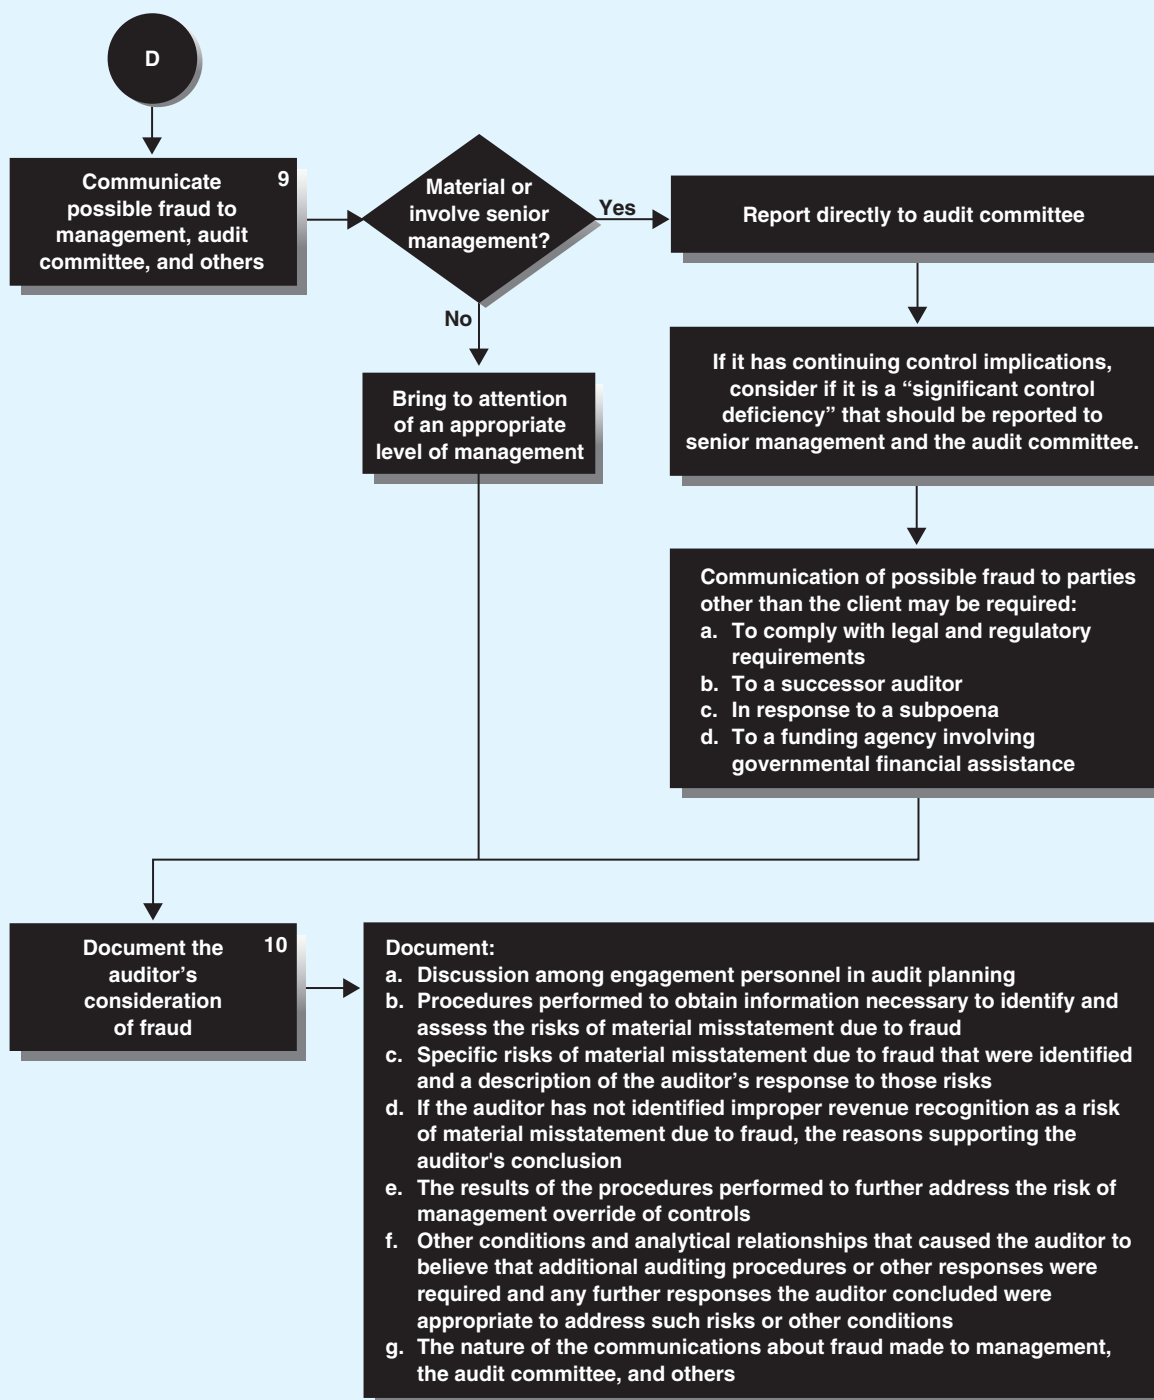 D
Communicate
possible fraud to
management, audit
committee, and others
9
Material or
involve senior
management?
Yes
Report directly to audit committee
No
Bring to attention
of an appropriate
level of management
If it has continuing control implications,
consider if it is a “significant control
deficiency” that should be reported to
senior management and the audit committee.
Communication of possible fraud to parties
other than the client may be required:
a. To comply with legal and regulatory
requirements
b. To a successor auditor
c. In response to a subpoena
d. To a funding agency involving
governmental financial assistance
Document the
auditor’s
consideration
of fraud
10
Document:
a. Discussion among engagement personnel in audit planning
b. Procedures performed to obtain information necessary to identify and
assess the risks of material misstatement due to fraud
c. Specific risks of material misstatement due to fraud that were identified
and a description of the auditor’s response to those risks
d. If the auditor has not identified improper revenue recognition as a risk
of material misstatement due to fraud, the reasons supporting the
auditor's conclusion
e. The results of the procedures performed to further address the risk of
management override of controls
f. Other conditions and analytical relationships that caused the auditor to
believe that additional auditing procedures or other responses were
required and any further responses the auditor concluded were
appropriate to address such risks or other conditions
g. The nature of the communications about fraud made to management,
the audit committee, and others